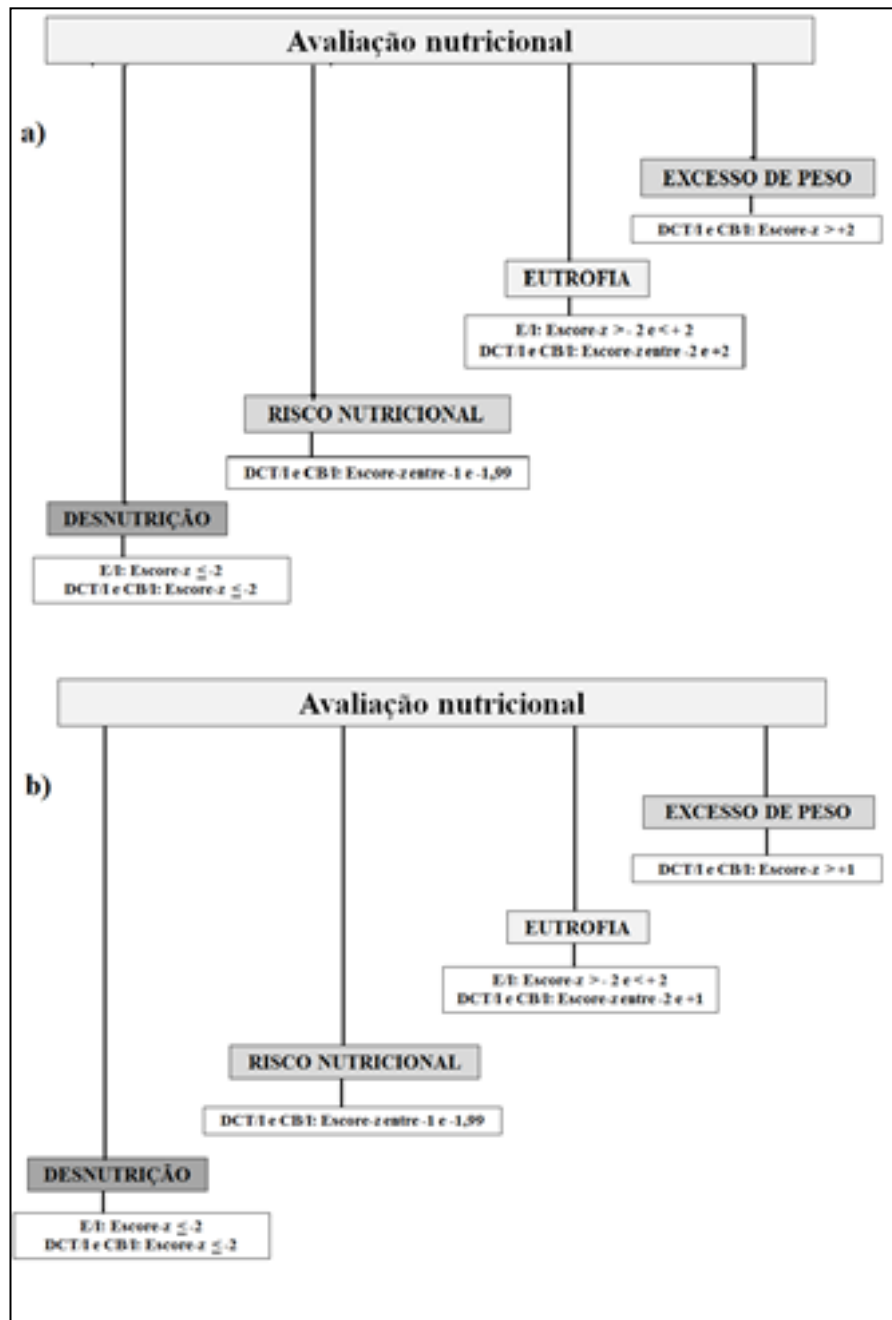 Avaliação nutricional
a)
EXCESSO DE PESO
DCT/I e CB/I: Escore-z > +2
EUTROFIA
E/I: Escore-z > - 2 e < + 2
DCT/I e CB/I: Escore-z entre -2 e +2
RISCO NUTRICIONAL
DCT/I e CB/I: Escore-z entre -1 e -1,99
DESNUTRIÇÃO
E/I: Escore-z ≤ -2
DCT/I e CB/I: Escore-z ≤ -2
Avaliação nutricional
b)
EXCESSO DE PESO
DCT/I e CB/I: Escore-z > +1
EUTROFIA
E/I: Escore-z > - 2 e < + 2
DCT/I e CB/I: Escore-z entre -2 e +1
RISCO NUTRICIONAL
DCT/I e CB/I: Escore-z entre -1 e -1,99
DESNUTRIÇÃO
E/I: Escore-z ≤ -2
DCT/I e CB/I: Escore-z ≤ -2